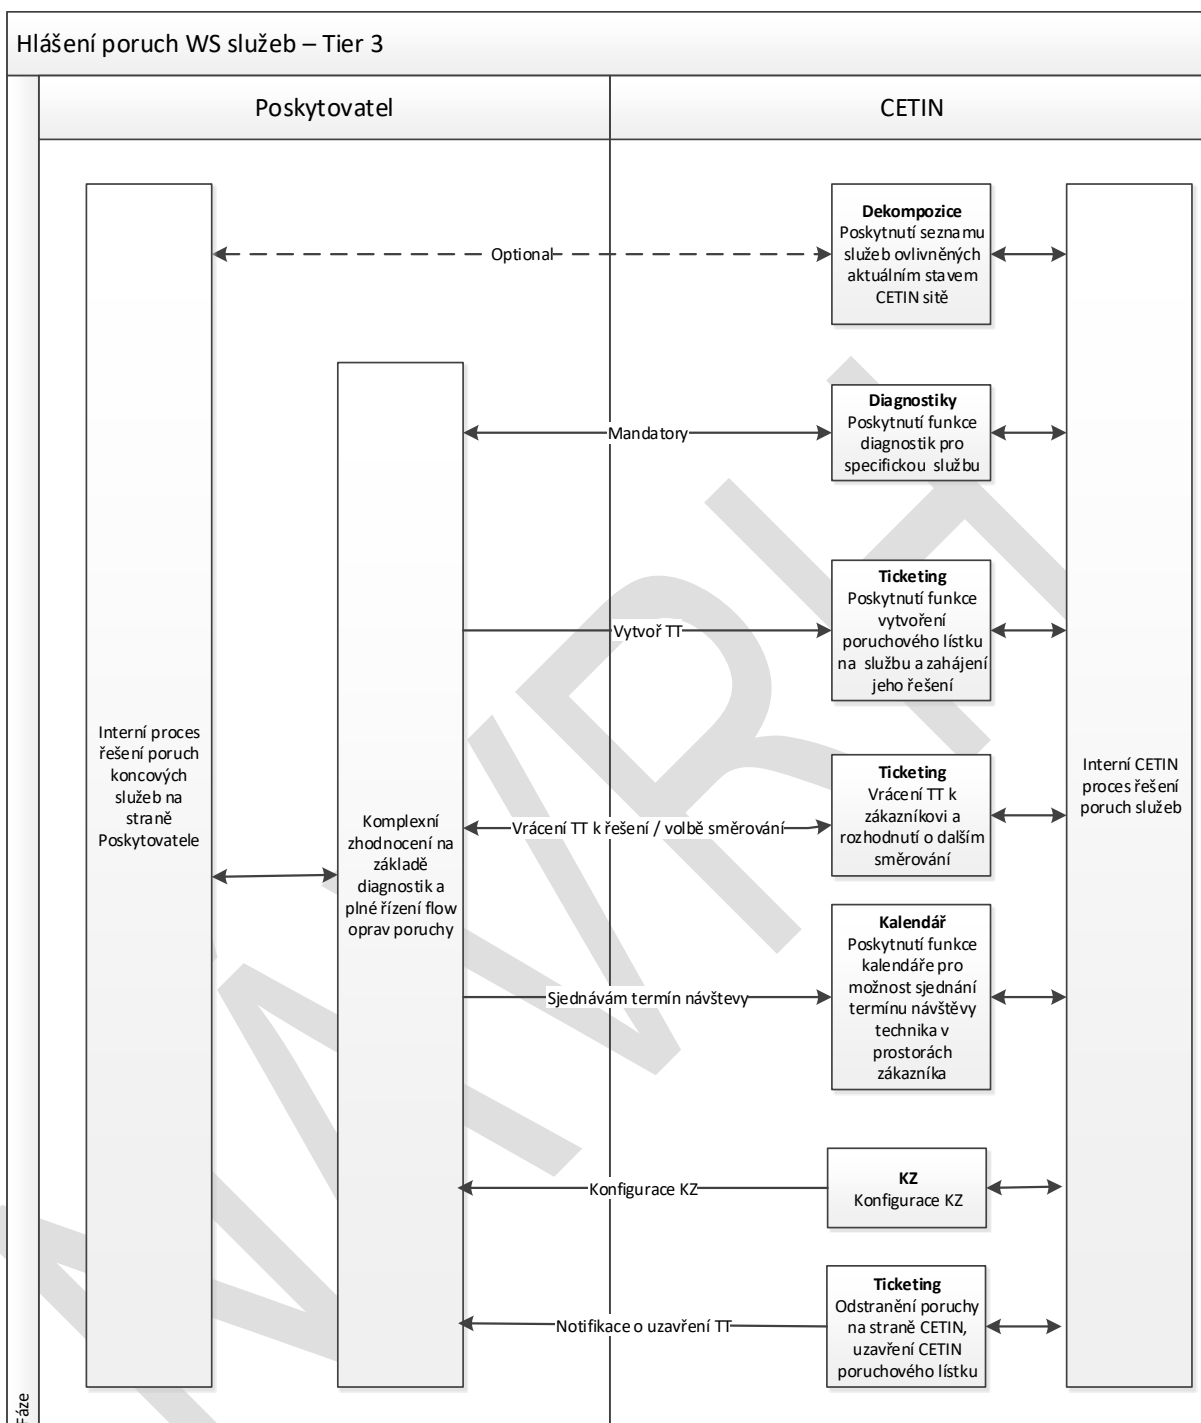 Hlášení poruch WS služeb – Tier 3
Poskytovatel
CETIN
Dekompozice
Poskytnutí seznamu
služeb ovlivněných
aktuálním stavem
CETIN sítě
Optional
Diagnostiky
Poskytnutí funkce
diagnostik pro
specifickou službu
Mandatory
Ticketing
Poskytnutí funkce
vytvoření
poruchového lístku
na službu a zahájení
jeho řešení
Vytvoř TT
Interní proces
řešení poruch
koncových
služeb na
straně
Poskytovatele
Komplexní
zhodnocení na
základě
diagnostik a
plné řízení flow
oprav poruchy
Vrácení TT k řešení / volbě směrování
Ticketing
Vrácení TT k
zákazníkovi a
rozhodnutí o dalším
směrování
Interní CETIN
proces řešení
poruch služeb
Kalendář
Poskytnutí funkce
kalendáře pro
možnost sjednání
termínu návštěvy
technika v
prostorách
zákazníka
Sjednávám termín návštevy
KZ
Konfigurace KZ
Konfigurace KZ
Ticketing
Odstranění poruchy
na straně CETIN,
uzavření CETIN
poruchového lístku
Notifikace o uzavření TT
Fáze
NÁVRH